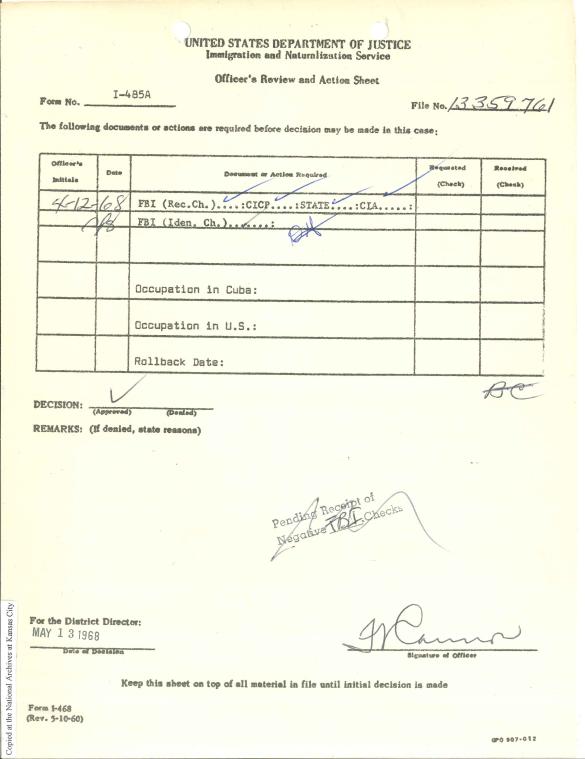 UNITED STATES DEPARTMENT OF JUSTICE
Immigration and Naturalization Service
Officer's Review and Action Sheet
Form No. I-485A
File No. 13 359 761
The following documents or actions are required before decision may be made in this case:
Officer's Initials Date Document or Action Required Requested (Check) Received (Check)
4-12-68 FBI (Rec.Ch.)....:CICP....:STATE....:CIA.....:
FBI (Iden. Ch.).......:
Occupation in Cuba:
Occupation in U.S.:
Rollback Date:
DECISION:
(Approved) (Denied)
REMARKS: (If denied, state reasons)
Pending Receipt of
Negative FBI Checks
For the District Director:
MAY 13 1968
Date of Decision
Signature of Officer
Keep this sheet on top of all material in file until initial decision is made
Form I-468
(Rev. 5-10-60)
GPO 907-012
Copied at the National Archives at Kansas City